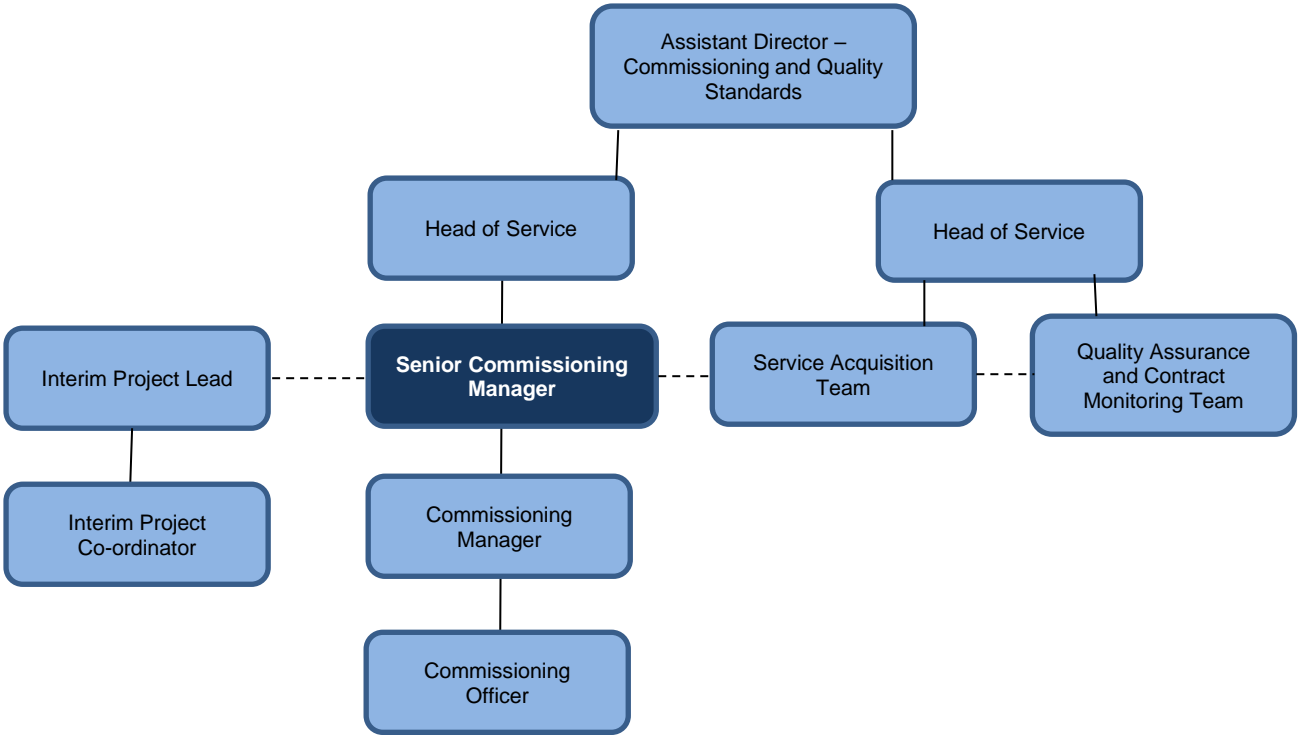 Assistant Director –
Commissioning and Quality
Standards
Head of Service
Head of Service
Interim Project Lead
Senior Commissioning
Manager
Service Acquisition
Team
Quality Assurance
and Contract
Monitoring Team
Interim Project
Co-ordinator
Commissioning
Manager
Commissioning
Officer